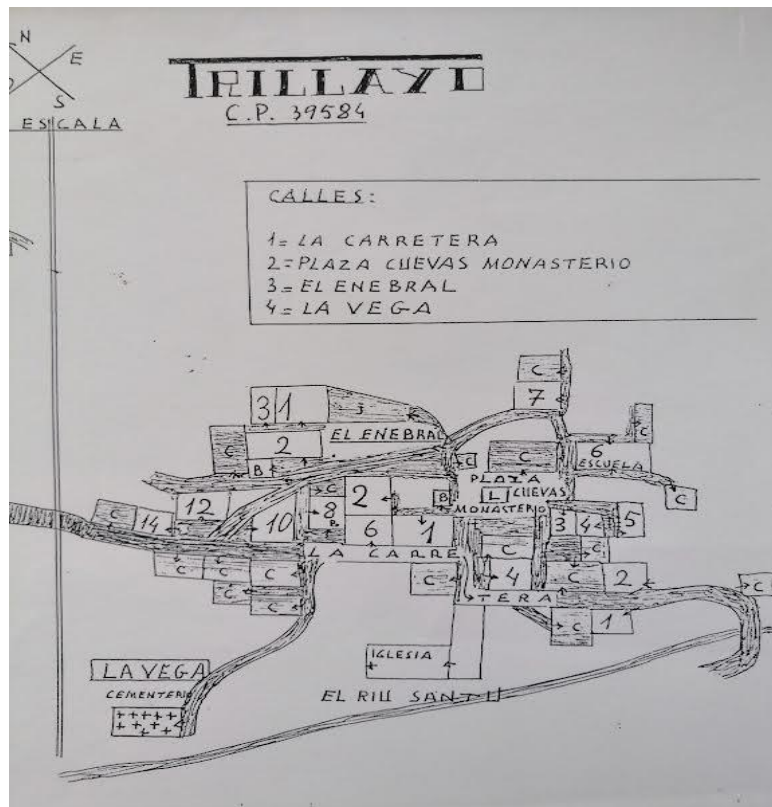 N
E
S
ESCALA
TRILLAYO
C.P. 39584
CALLES:
1= LA CARRETERA
2= PLAZA CUEVAS MONASTERIO
3= EL ENEBRAL
4= LA VEGA
C
7
3 1 J
C 2 EL ENEBRAL
B
C C
6
ESCUELA
C
C
PLAZA
L CUEVAS
MONASTERIO
C 14 12 10
C
8 2 B
6 1
3 4 5
C
LA CARRE
C
C C C
C C
C 4 C 2 C
TERA
C 1
IGLESIA
LA VEGA
CEMENTERIO
EL RIU SANTU